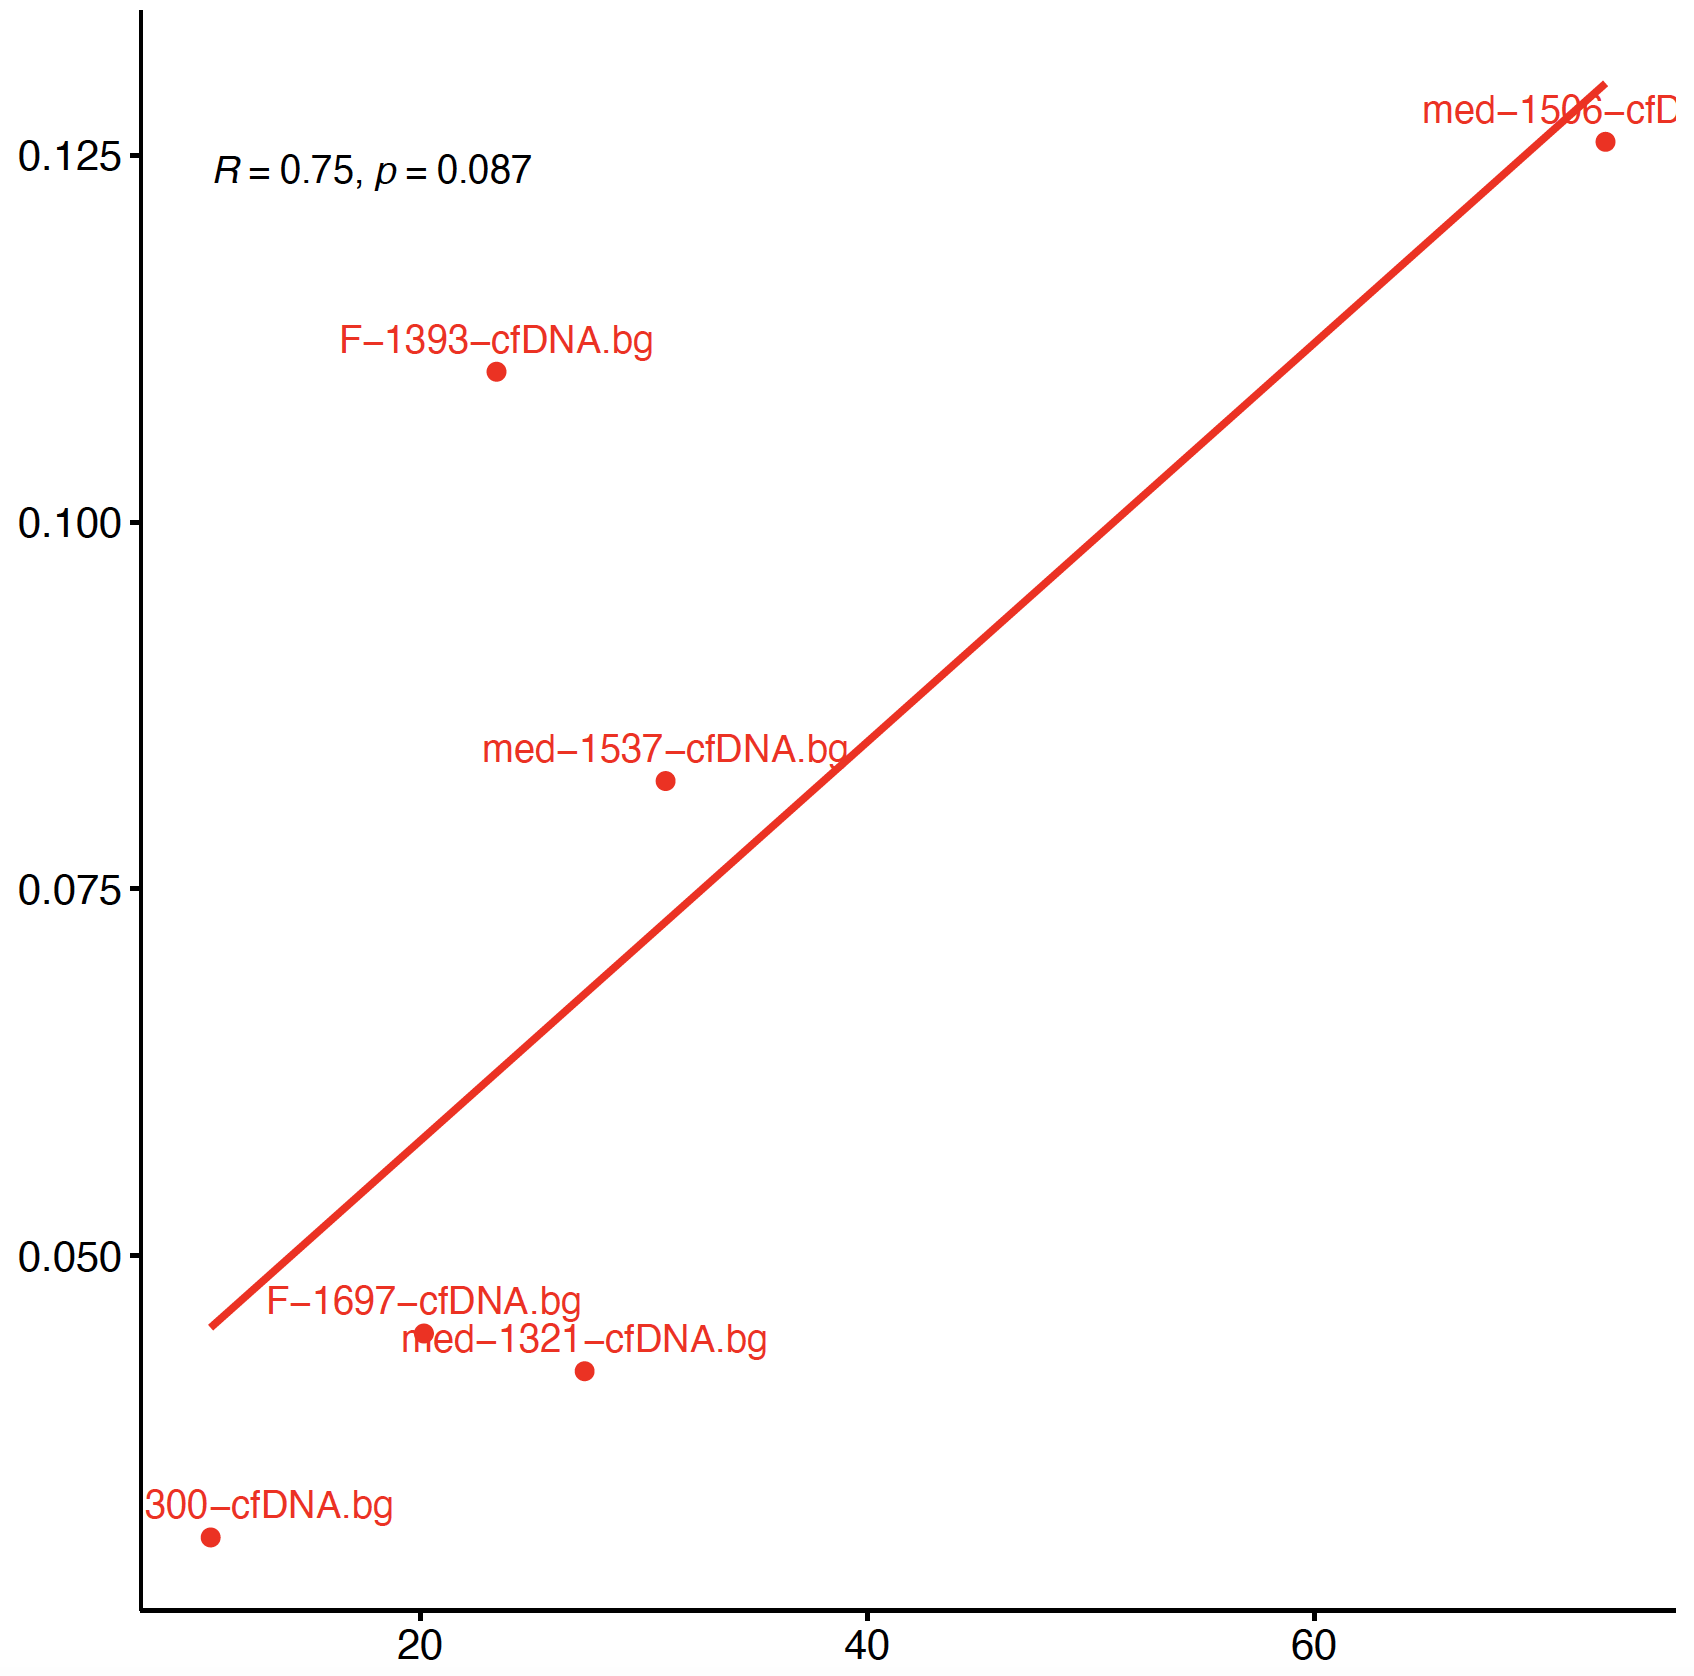 med−1506−cfD
0.125
R = 0.75, p = 0.087
F−1393−cfDNA.bg
0.100
med−1537−cfDNA.bg
0.075
0.050
F−1697−cfDNA.bg
med−1321−cfDNA.bg
300−cfDNA.bg
20 40 60